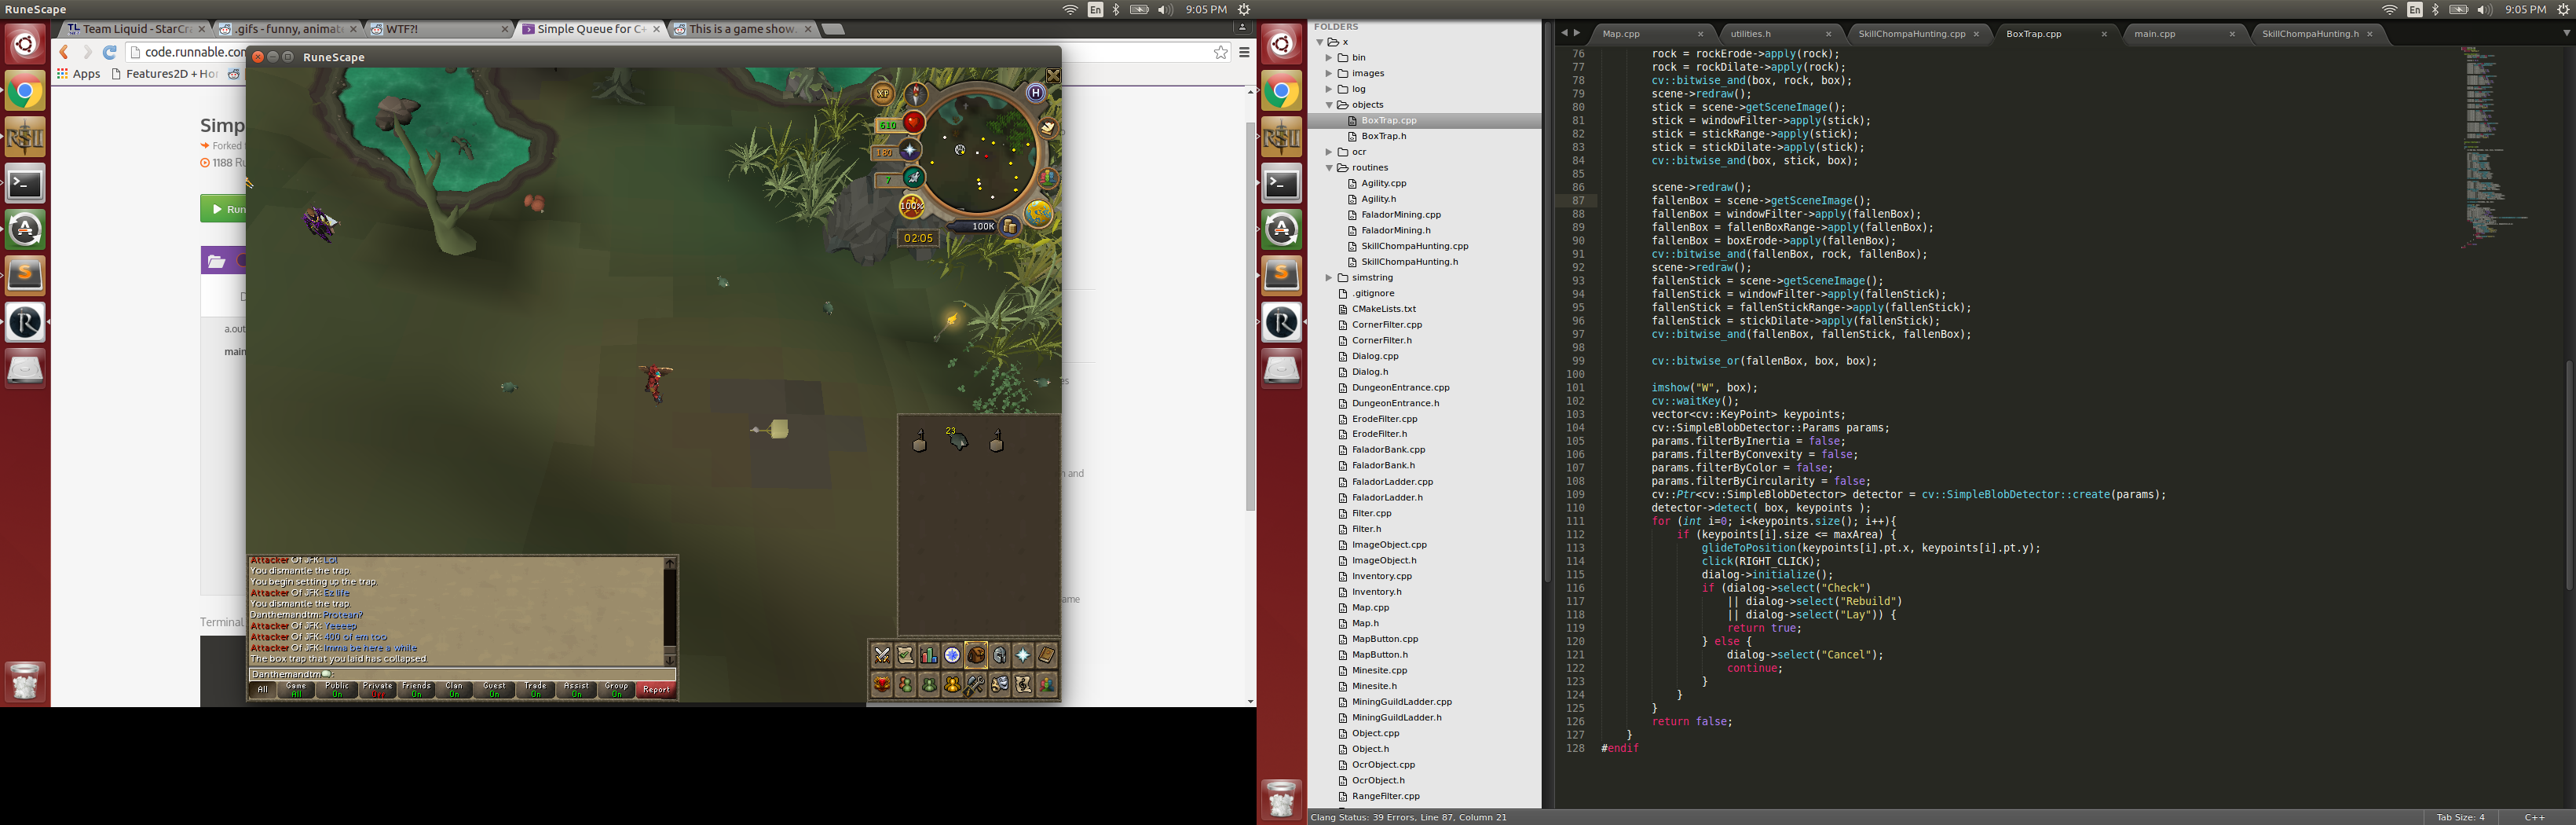 RuneScape
En
9:05 PM
Team Liquid - StarCra
.gifs - funny, animate
WTF?!
Simple Queue for C+
This is a game show.
code.runnable.com
Apps
Features2D + Hor
Simp
Forked
1188 Ru
Run
a.out
main
Terminal
RuneScape
XP
H
610
180
7
100%
100K
02:05
23
Attacker Of JFK: Lol
You dismantle the trap.
You begin setting up the trap.
Attacker Of JFK: Ez life
You dismantle the trap.
Danthemandtm: Protean?
Attacker Of JFK: Yeeeep
Attacker Of JFK: 400 of em too
Attacker Of JFK: Imma be here a while
The box trap that you laid has collapsed.
Danthemandtm
All
Game All
Public On
Private Off
Friends On
Clan On
Guest On
Trade On
Assist On
Group On
Report
and
ame
En
9:05 PM
FOLDERS
x
bin
images
log
objects
BoxTrap.cpp
BoxTrap.h
ocr
routines
Agility.cpp
Agility.h
FaladorMining.cpp
FaladorMining.h
SkillChompaHunting.cpp
SkillChompaHunting.h
simstring
.gitignore
CMakeLists.txt
CornerFilter.cpp
CornerFilter.h
Dialog.cpp
Dialog.h
DungeonEntrance.cpp
DungeonEntrance.h
ErodeFilter.cpp
ErodeFilter.h
FaladorBank.cpp
FaladorBank.h
FaladorLadder.cpp
FaladorLadder.h
Filter.cpp
Filter.h
ImageObject.cpp
ImageObject.h
Inventory.cpp
Inventory.h
Map.cpp
Map.h
MapButton.cpp
MapButton.h
Minesite.cpp
Minesite.h
MiningGuildLadder.cpp
MiningGuildLadder.h
Object.cpp
Object.h
OcrObject.cpp
OcrObject.h
RangeFilter.cpp
Map.cpp
utilities.h
SkillChompaHunting.cpp
BoxTrap.cpp
main.cpp
SkillChompaHunting.h
76 rock = rockErode->apply(rock);
77 rock = rockDilate->apply(rock);
78 cv::bitwise_and(box, rock, box);
79 scene->redraw();
80 stick = scene->getSceneImage();
81 stick = windowFilter->apply(stick);
82 stick = stickRange->apply(stick);
83 stick = stickDilate->apply(stick);
84 cv::bitwise_and(box, stick, box);
85
86 scene->redraw();
87 fallenBox = scene->getSceneImage();
88 fallenBox = windowFilter->apply(fallenBox);
89 fallenBox = fallenBoxRange->apply(fallenBox);
90 fallenBox = boxErode->apply(fallenBox);
91 cv::bitwise_and(fallenBox, rock, fallenBox);
92 scene->redraw();
93 fallenStick = scene->getSceneImage();
94 fallenStick = windowFilter->apply(fallenStick);
95 fallenStick = fallenStickRange->apply(fallenStick);
96 fallenStick = stickDilate->apply(fallenStick);
97 cv::bitwise_and(fallenBox, fallenStick, fallenBox);
98
99 cv::bitwise_or(fallenBox, box, box);
100
101 imshow("W", box);
102 cv::waitKey();
103 vector<cv::KeyPoint> keypoints;
104 cv::SimpleBlobDetector::Params params;
105 params.filterByInertia = false;
106 params.filterByConvexity = false;
107 params.filterByColor = false;
108 params.filterByCircularity = false;
109 cv::Ptr<cv::SimpleBlobDetector> detector = cv::SimpleBlobDetector::create(params);
110 detector->detect( box, keypoints );
111 for (int i=0; i<keypoints.size(); i++){
112 if (keypoints[i].size <= maxArea) {
113 glideToPosition(keypoints[i].pt.x, keypoints[i].pt.y);
114 click(RIGHT_CLICK);
115 dialog->initialize();
116 if (dialog->select("Check")
117 || dialog->select("Rebuild")
118 || dialog->select("Lay")) {
119 return true;
120 } else {
121 dialog->select("Cancel");
122 continue;
123 }
124 }
125 }
126 return false;
127 }
128 #endif
Clang Status: 39 Errors, Line 87, Column 21
Tab Size: 4
C++